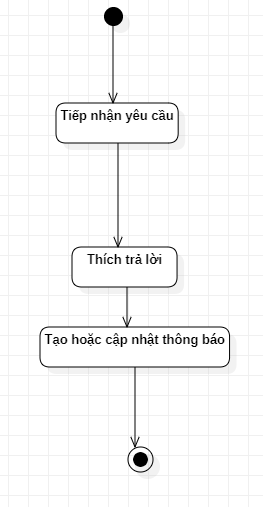 Tiếp nhận yêu cầu
Thích trả lời
Tạo hoặc cập nhật thông báo